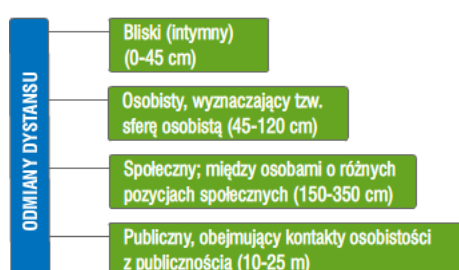 ODMIANY DYSTANSU
Bliski (intymny)
(0-45 cm)
Osobisty, wyznaczający tzw.
sferę osobistą (45-120 cm)
Społeczny; między osobami o różnych
pozycjach społecznych (150-350 cm)
Publiczny, obejmujący kontakty osobistości
z publicznością (10-25 m)